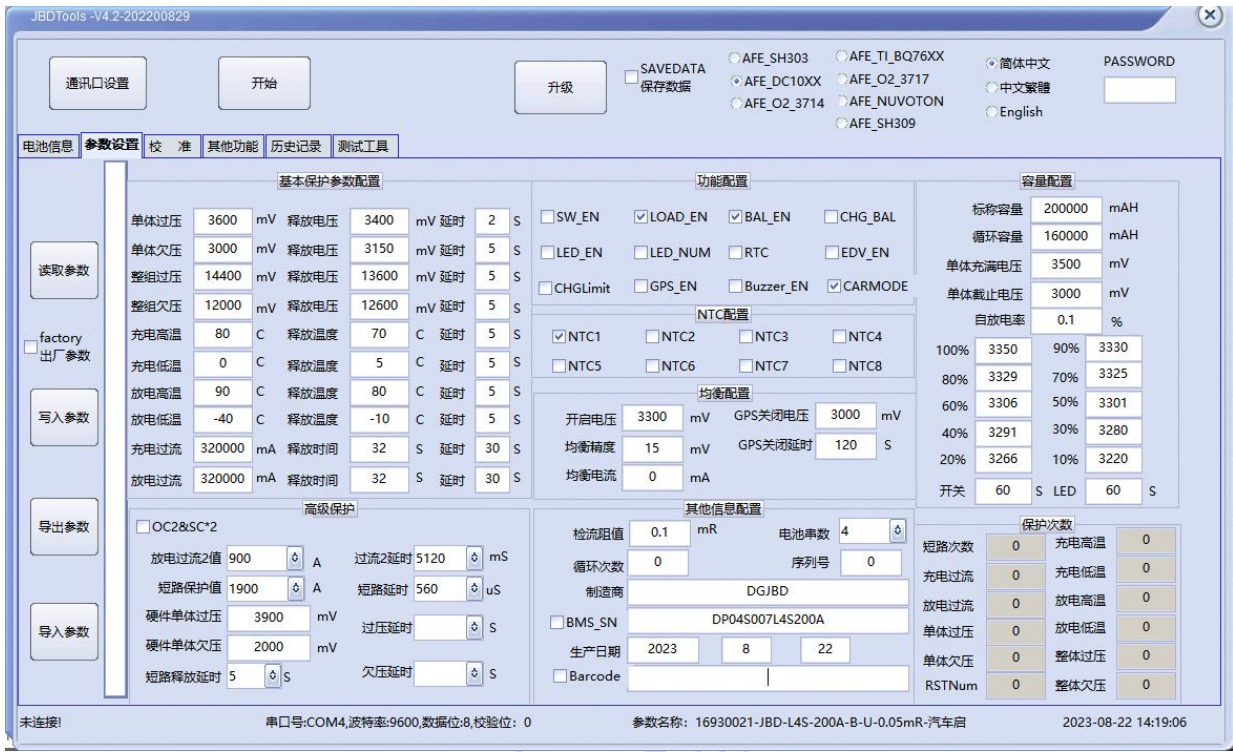 JBDTools -V4.2-202200829
通讯口设置 开始 升级 SAVEDATA 保存数据
AFE_SH303 AFE_TI_BQ76XX
AFE_DC10XX AFE_O2_3717
AFE_O2_3714 AFE_NUVOTON
AFE_SH309
简体中文
中文繁體
English
PASSWORD
电池信息 参数设置 校 准 其他功能 历史记录 测试工具
读取参数
factory
出厂参数
写入参数
导出参数
导入参数
基本保护参数配置
单体过压 3600 mV 释放电压 3400 mV 延时 2 S
单体欠压 3000 mV 释放电压 3150 mV 延时 5 S
整组过压 14400 mV 释放电压 13600 mV 延时 5 S
整组欠压 12000 mV 释放电压 12600 mV 延时 5 S
充电高温 80 C 释放温度 70 C 延时 5 S
充电低温 0 C 释放温度 5 C 延时 5 S
放电高温 90 C 释放温度 80 C 延时 5 S
放电低温 -40 C 释放温度 -10 C 延时 5 S
充电过流 320000 mA 释放时间 32 S 延时 30 S
放电过流 320000 mA 释放时间 32 S 延时 30 S
高级保护
OC2&SC*2
放电过流2值 900 A 过流2延时 5120 mS
短路保护值 1900 A 短路延时 560 uS
硬件单体过压 3900 mV 过压延时 S
硬件单体欠压 2000 mV
短路释放延时 5 S 欠压延时 S
功能配置
SW_EN LOAD_EN BAL_EN CHG_BAL
LED_EN LED_NUM RTC EDV_EN
CHGLimit GPS_EN Buzzer_EN CARMODE
NTC配置
NTC1 NTC2 NTC3 NTC4
NTC5 NTC6 NTC7 NTC8
均衡配置
开启电压 3300 mV GPS关闭电压 3000 mV
均衡精度 15 mV GPS关闭延时 120 S
均衡电流 0 mA
其他信息配置
检流阻值 0.1 mR 电池串数 4
循环次数 0 序列号 0
制造商 DGJBD
BMS_SN DP04S007L4S200A
生产日期 2023 8 22
Barcode
容量配置
标称容量 200000 mAH
循环容量 160000 mAH
单体充满电压 3500 mV
单体截止电压 3000 mV
自放电率 0.1 %
100% 3350 90% 3330
80% 3329 70% 3325
60% 3306 50% 3301
40% 3291 30% 3280
20% 3266 10% 3220
开关 60 S LED 60 S
保护次数
短路次数 0 充电高温 0
充电过流 0 充电低温 0
放电过流 0 放电高温 0
单体过压 0 放电低温 0
单体欠压 0 整体过压 0
RSTNum 0 整体欠压 0
未连接! 串口号:COM4,波特率:9600,数据位:8,校验位：0 参数名称：16930021-JBD-L4S-200A-B-U-0.05mR-汽车启 2023-08-22 14:19:06